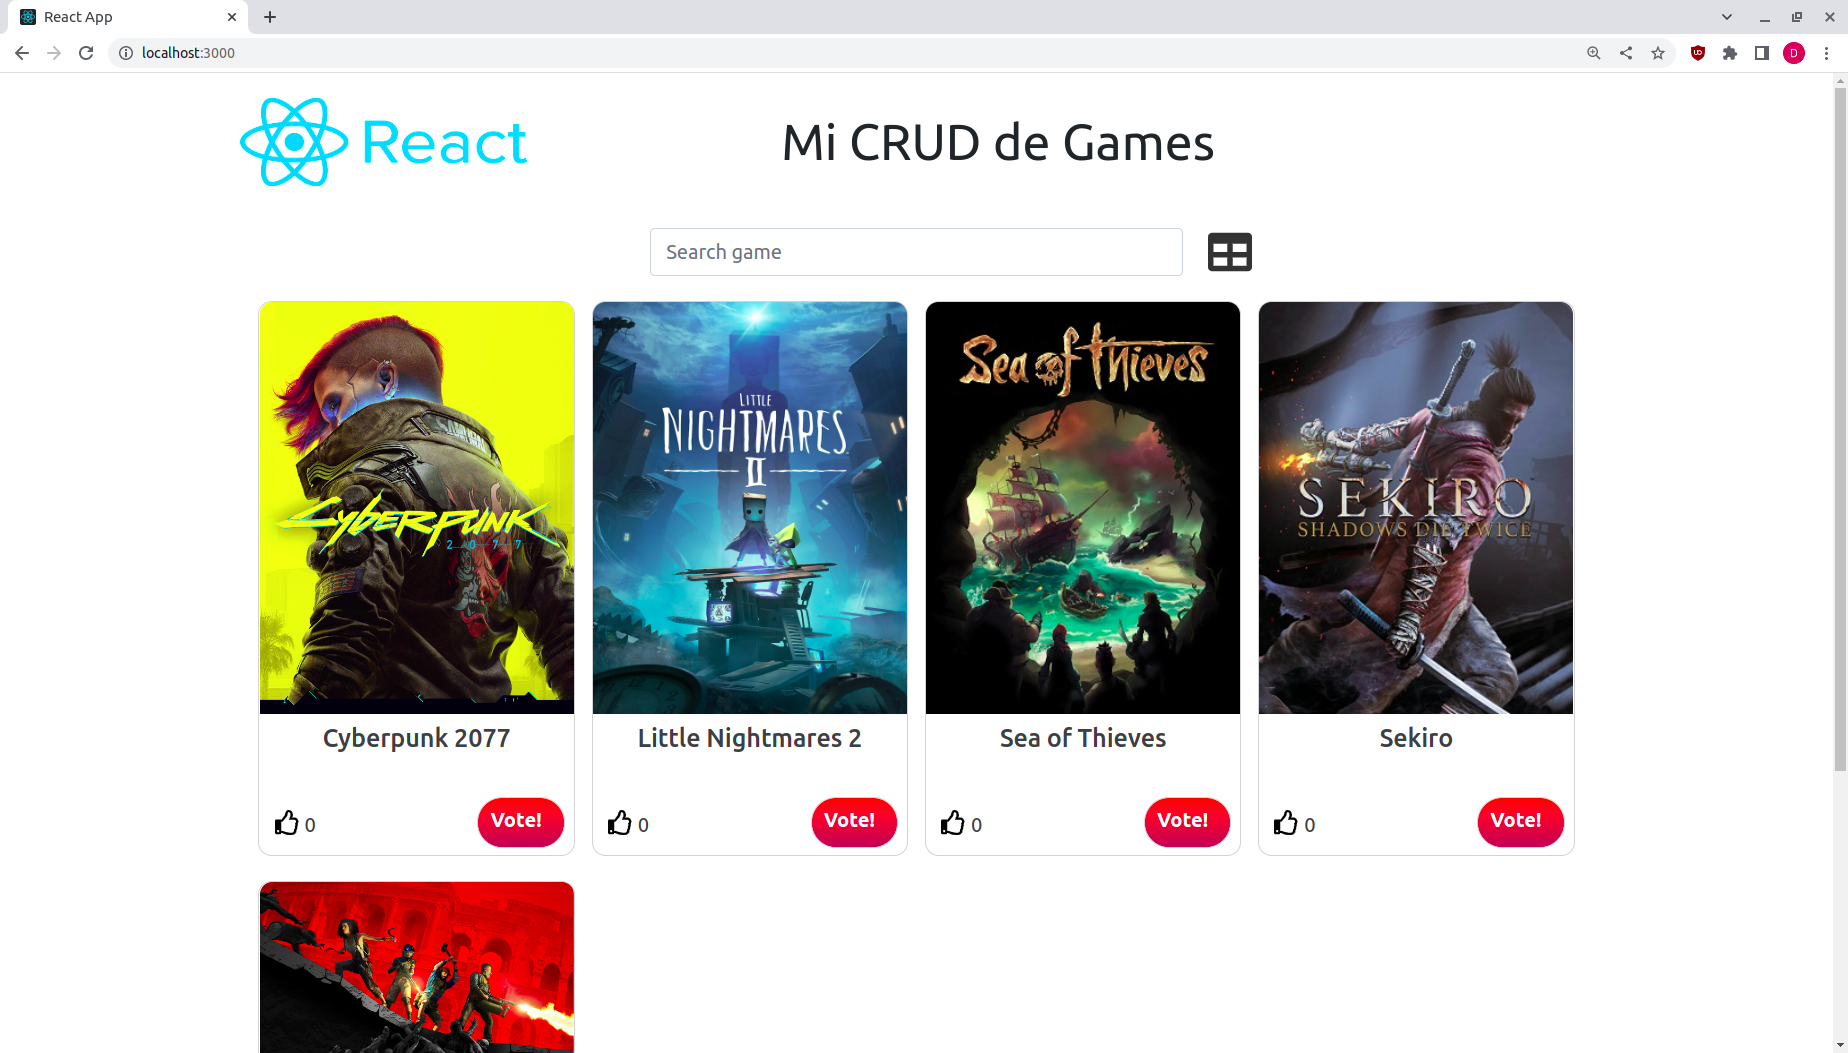 React App
localhost:3000
D
React
Mi CRUD de Games
Search game
SAMURAI
CYBERPUNK
2077
LITTLE
NIGHTMARES
II
Sea of Thieves
SEKIRO
SHADOWS DIE TWICE
Cyberpunk 2077
Little Nightmares 2
Sea of Thieves
Sekiro
0 Vote!
0 Vote!
0 Vote!
0 Vote!